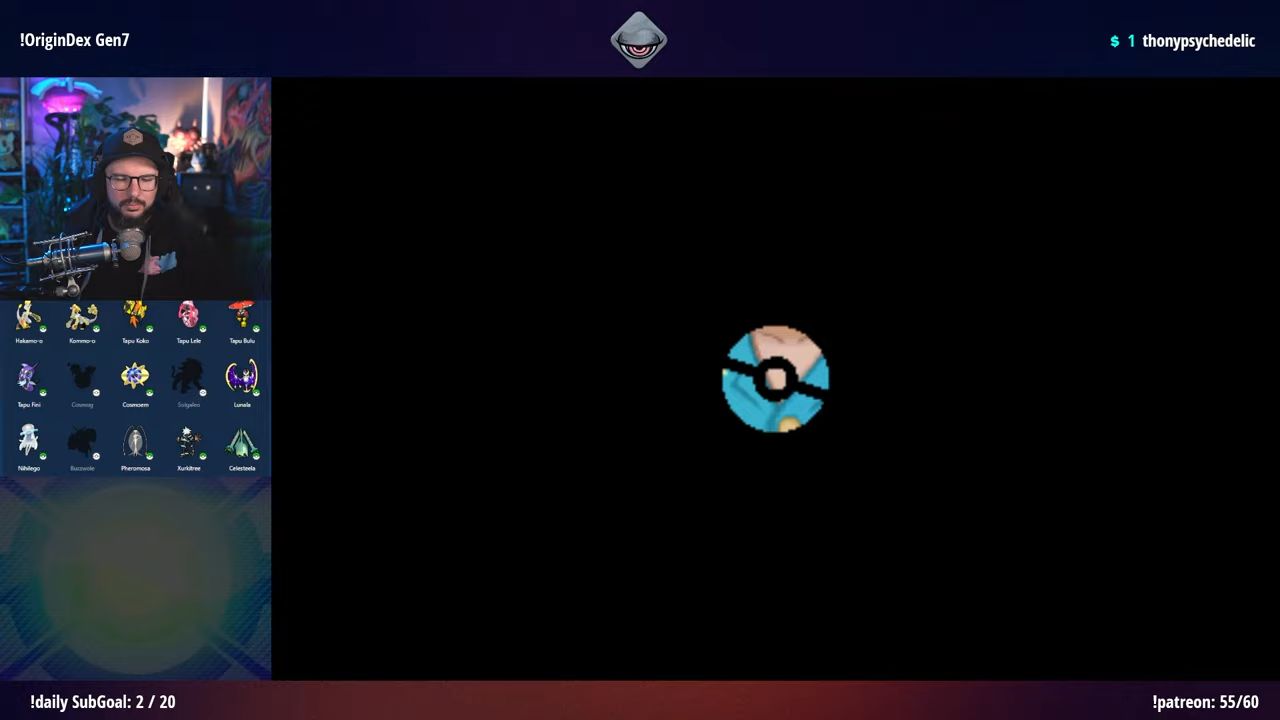 !OriginDex Gen7
$ 1 thonypsychedelic
Hakamo-o Kommo-o Tapu Koko Tapu Lele Tapu Bulu
Tapu Fini Cosmog Cosmoem Solgaleo Lunala
Nihilego Buzzwole Pheromosa Xurkitree Celesteela
!daily SubGoal: 2 / 20
!patreon: 55/60